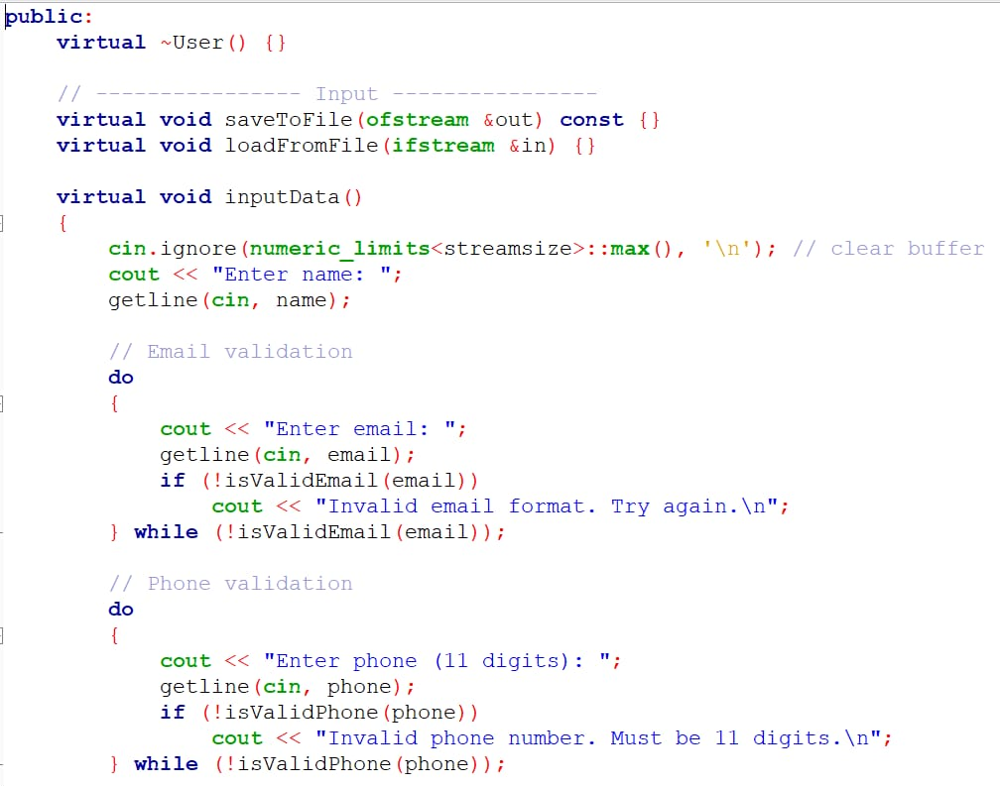 public:
    virtual ~User() {}

    // ---------------- Input ----------------
    virtual void saveToFile(ofstream &out) const {}
    virtual void loadFromFile(ifstream &in) {}

    virtual void inputData()
    {
        cin.ignore(numeric_limits<streamsize>::max(), '\n'); // clear buffer
        cout << "Enter name: ";
        getline(cin, name);

        // Email validation
        do
        {
            cout << "Enter email: ";
            getline(cin, email);
            if (!isValidEmail(email))
                cout << "Invalid email format. Try again.\n";
        } while (!isValidEmail(email));

        // Phone validation
        do
        {
            cout << "Enter phone (11 digits): ";
            getline(cin, phone);
            if (!isValidPhone(phone))
                cout << "Invalid phone number. Must be 11 digits.\n";
        } while (!isValidPhone(phone));